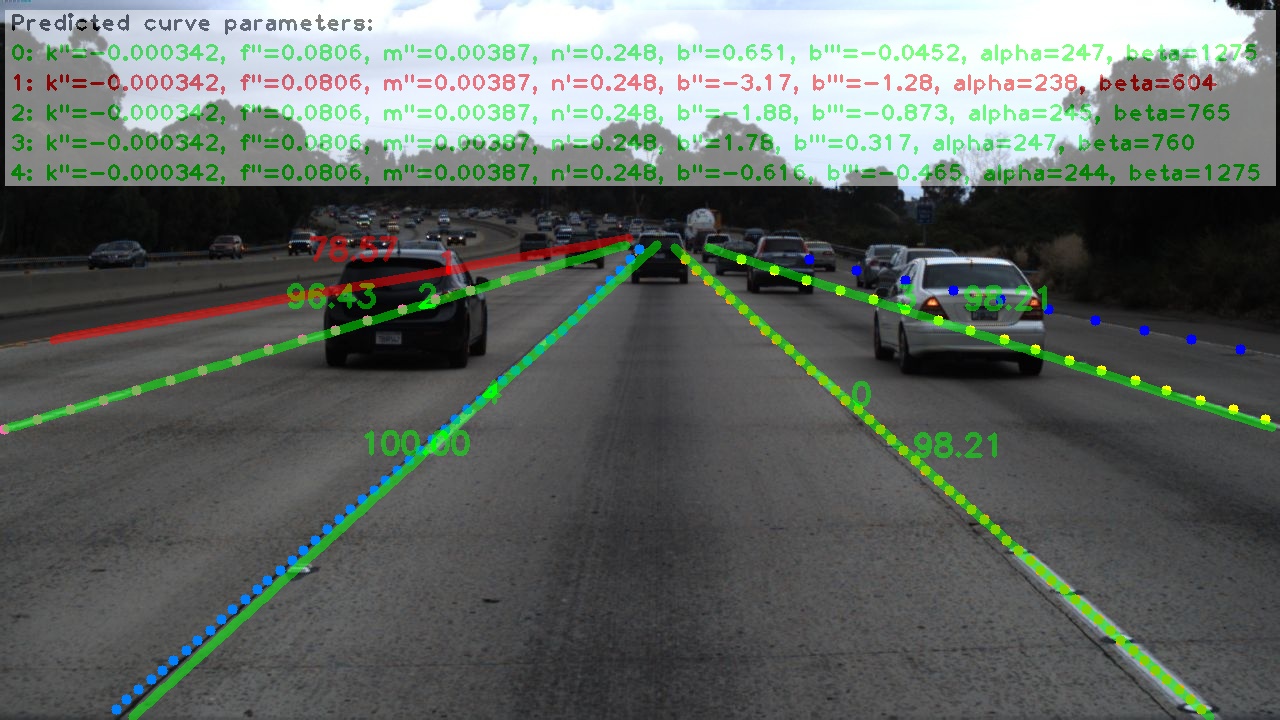 Predicted curve parameters:
0: k''=-0.000342, f''=0.0806, m''=0.00387, n'=0.248, b''=0.651, b'''=-0.0452, alpha=247, beta=1275
1: k''=-0.000342, f''=0.0806, m''=0.00387, n'=0.248, b''=-3.17, b'''=-1.28, alpha=238, beta=604
2: k''=-0.000342, f''=0.0806, m''=0.00387, n'=0.248, b''=-1.88, b'''=-0.873, alpha=245, beta=765
3: k''=-0.000342, f''=0.0806, m''=0.00387, n'=0.248, b''=1.78, b'''=0.317, alpha=247, beta=760
4: k''=-0.000342, f''=0.0806, m''=0.00387, n'=0.248, b''=-0.616, b'''=-0.465, alpha=244, beta=1275
78.57 1
96.43 2
98.21
4 0
100.00 98.21